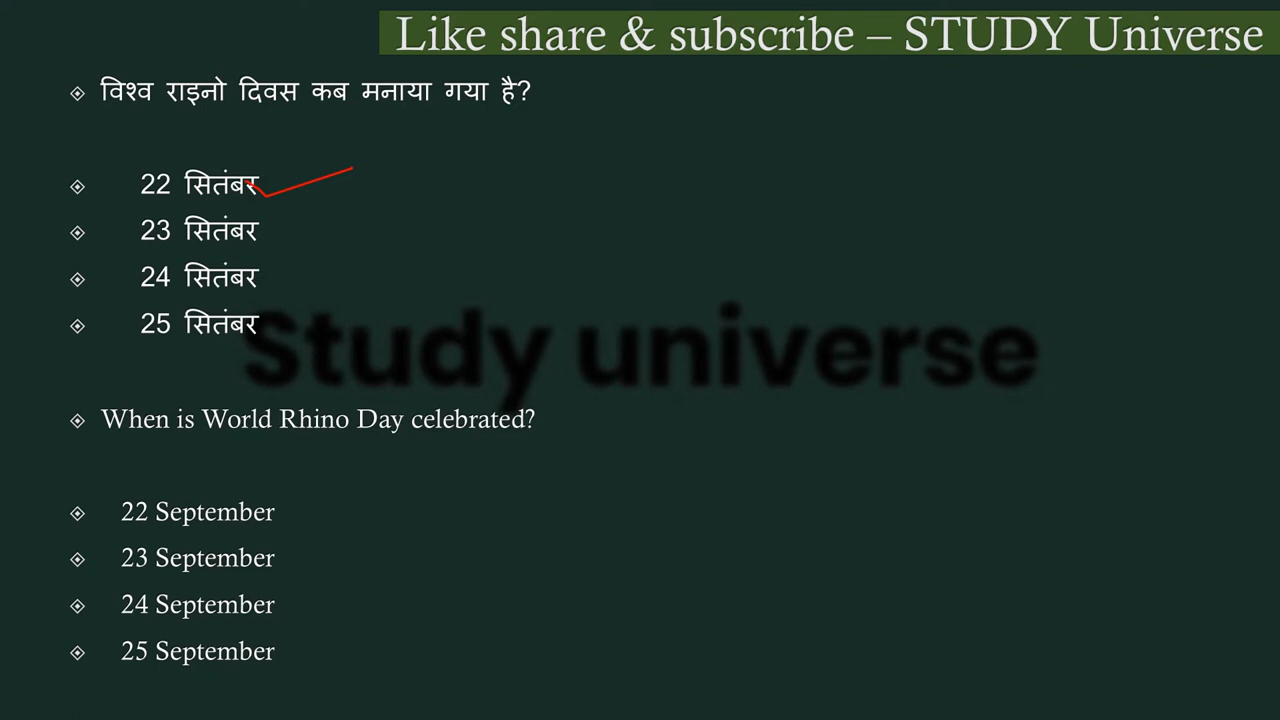 Like share & subscribe – STUDY Universe
विश्व राइनो दिवस कब मनाया गया है?
22 सितंबर
23 सितंबर
24 सितंबर
25 सितंबर
Study universe
When is World Rhino Day celebrated?
22 September
23 September
24 September
25 September